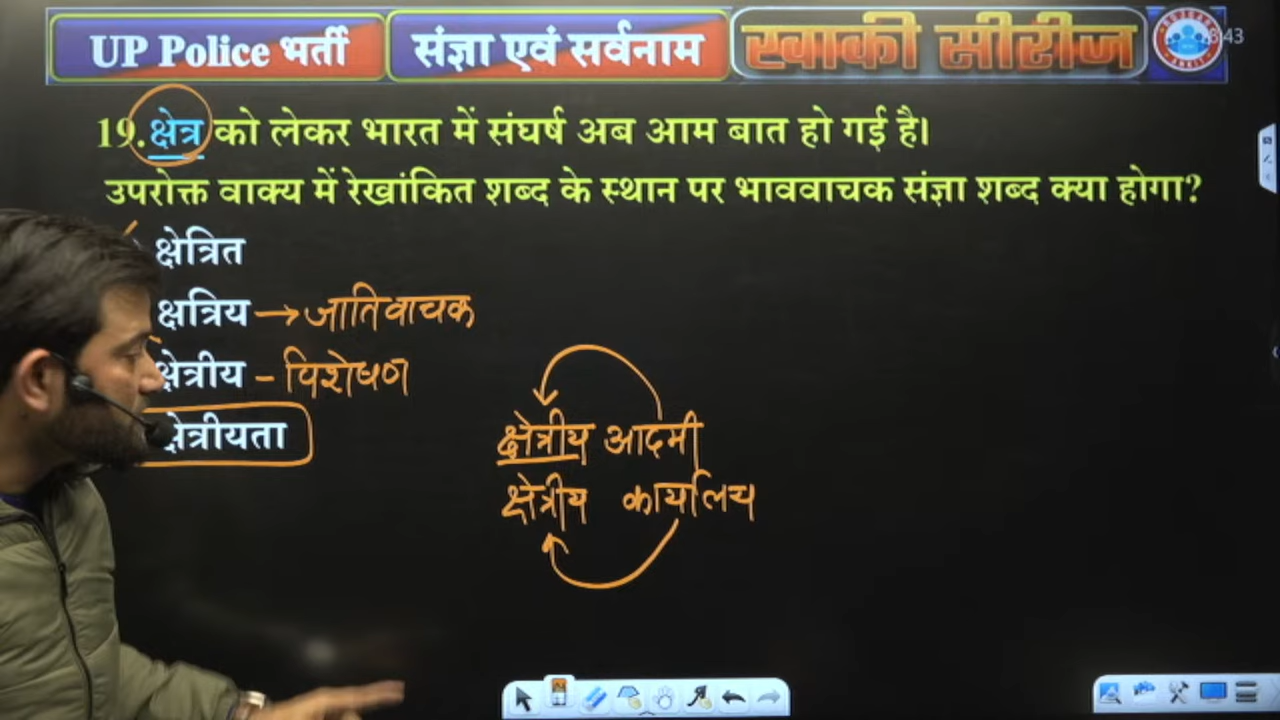 UP Police भर्ती
संज्ञा एवं सर्वनाम
खाकी सीरीज
19. क्षेत्र को लेकर भारत में संघर्ष अब आम बात हो गई है।
उपरोक्त वाक्य में रेखांकित शब्द के स्थान पर भाववाचक संज्ञा शब्द क्या होगा?
क्षेत्रित
क्षत्रिय → जातिवाचक
क्षेत्रीय - विशेषण
क्षेत्रीयता
क्षेत्रीय आदमी
क्षेत्रीय कार्यालय